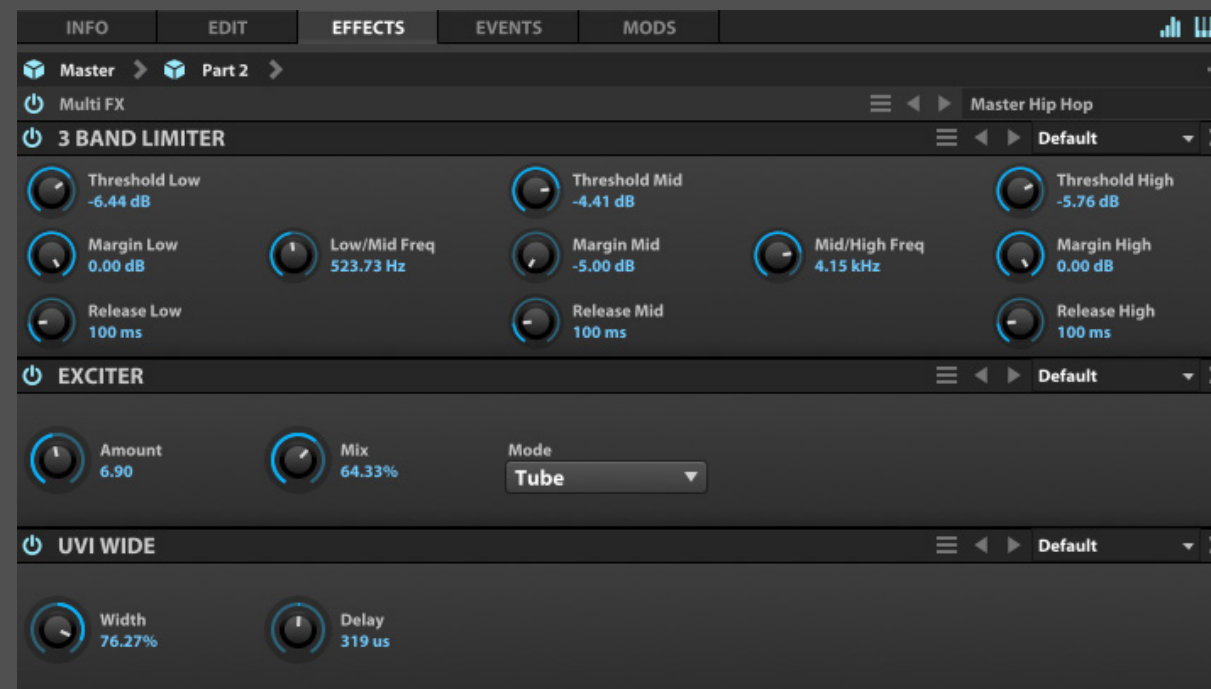 INFO EDIT EFFECTS EVENTS MODS
Master Part 2
Multi FX Master Hip Hop
3 BAND LIMITER Default
Threshold Low Threshold Mid Threshold High
-6.44 dB -4.41 dB -5.76 dB
Margin Low Low/Mid Freq Margin Mid Mid/High Freq Margin High
0.00 dB 523.73 Hz -5.00 dB 4.15 kHz 0.00 dB
Release Low Release Mid Release High
100 ms 100 ms 100 ms
EXCITER Default
Amount Mix Mode
6.90 64.33% Tube
UVI WIDE Default
Width Delay
76.27% 319 us